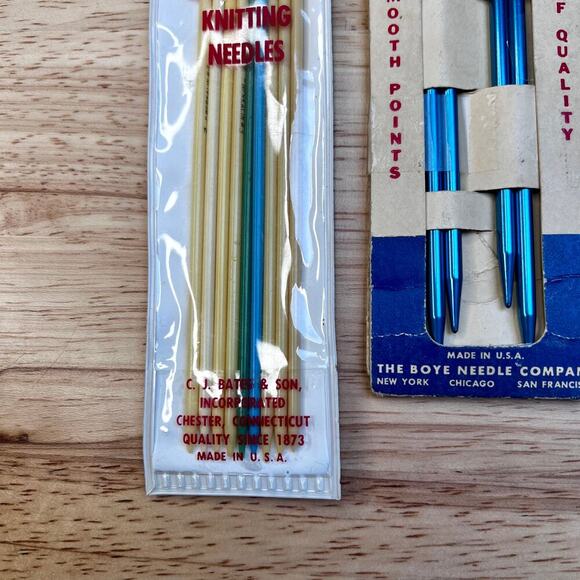 KNITTING
NEEDLES
C. J. BATES & SON,
INCORPORATED
CHESTER, CONNECTICUT
QUALITY SINCE 1873
MADE IN U.S.A.
OOTH POINTS
F QUALITY
MADE IN U.S.A.
THE BOYE NEEDLE COMPAN
NEW YORK CHICAGO SAN FRANCIS